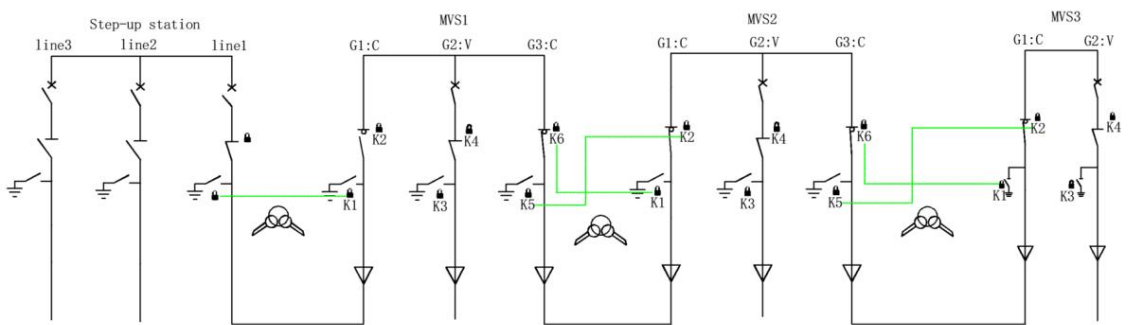 Step-up station MVS1 MVS2 MVS3
line3 line2 line1 G1:C G2:V G3:C G1:C G2:V G3:C G1:C G2:V
K2 K4 K6 K2 K4 K6 K2 K4
K1 K3 K5 K1 K3 K5 K1 K3